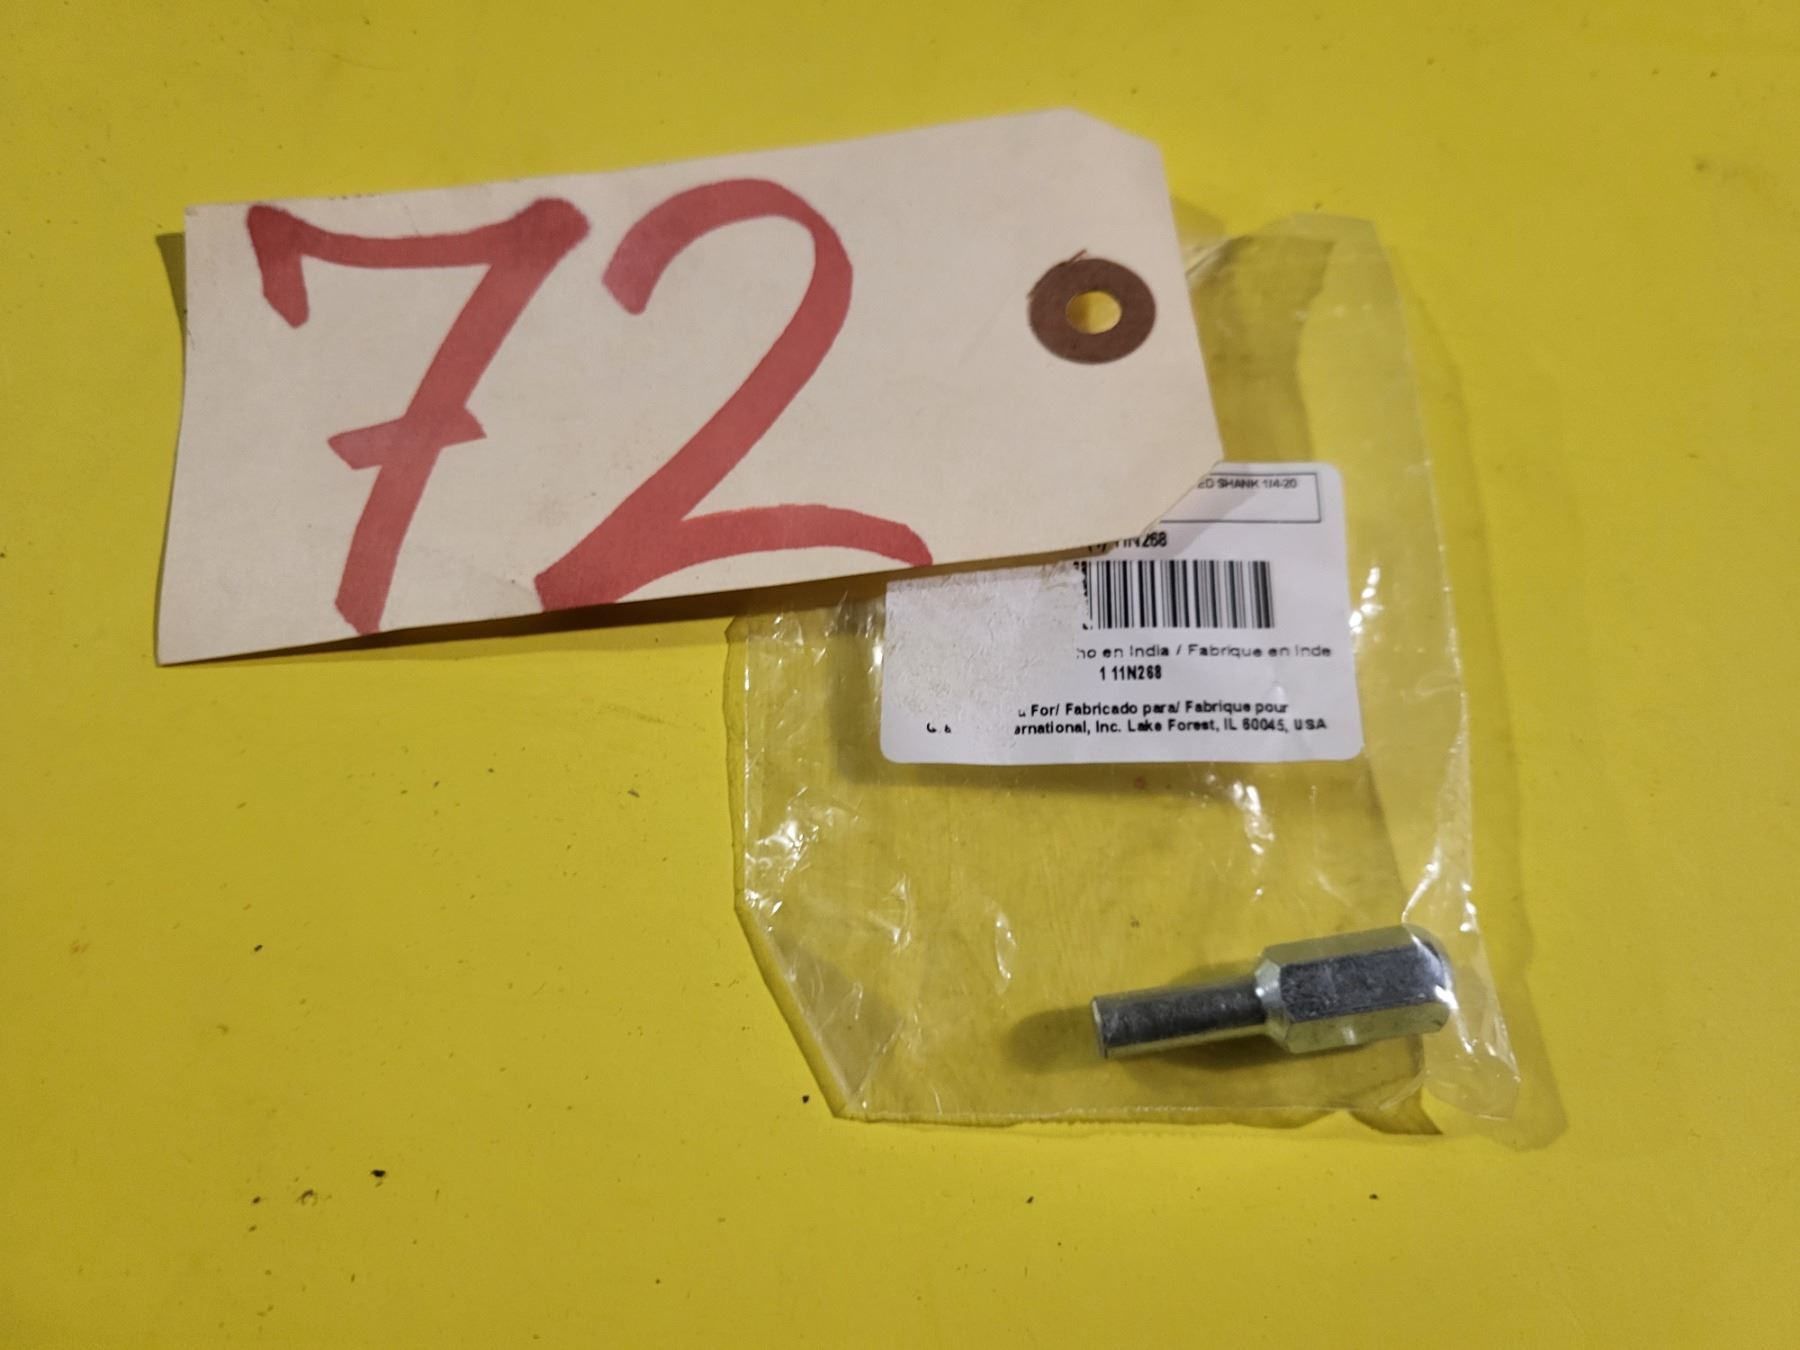 72
ED SHANK 1/4-20
11N268
en India / Fabrique en Inde
1 11N268
For/ Fabricado para/ Fabrique pour
ernational, Inc. Lake Forest, IL 60045, USA